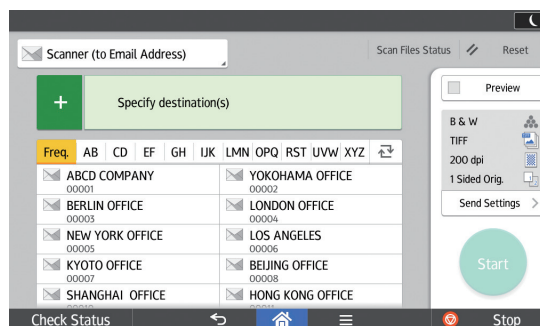 Scanner (to Email Address)
Scan Files Status
Reset
+
Specify destination(s)
Preview
B & W
TIFF
200 dpi
1 Sided Orig.
Send Settings
Start
Freq. AB CD EF GH IJK LMN OPQ RST UVW XYZ
ABCD COMPANY
00001
YOKOHAMA OFFICE
00002
BERLIN OFFICE
00003
LONDON OFFICE
00004
NEW YORK OFFICE
00005
LOS ANGELES
00006
KYOTO OFFICE
00007
BEIJING OFFICE
00008
SHANGHAI OFFICE
HONG KONG OFFICE
Check Status
Stop